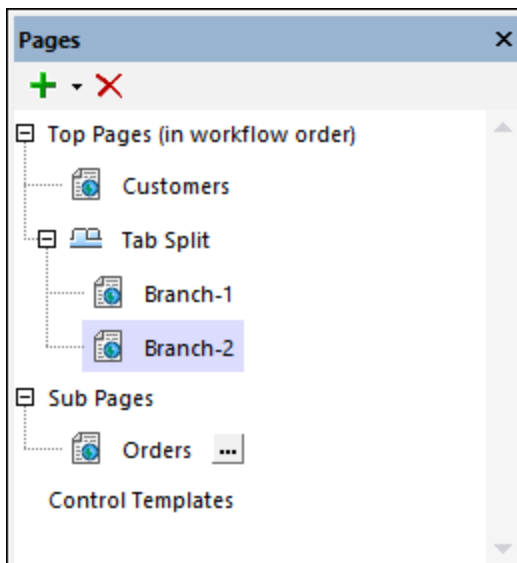 Pages
Top Pages (in workflow order)
Customers
Tab Split
Branch-1
Branch-2
Sub Pages
Orders ...
Control Templates